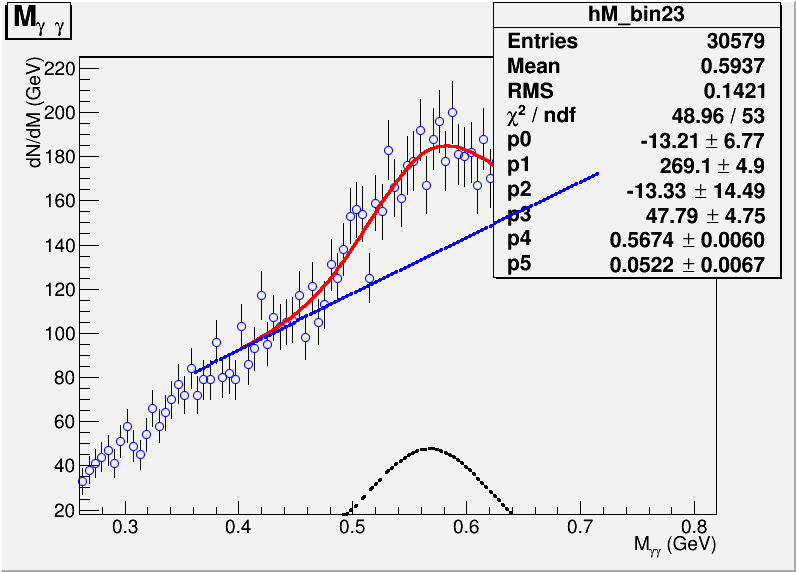 M γ γ
hM_bin23
Entries 30579
Mean 0.5937
RMS 0.1421
χ² / ndf 48.96 / 53
p0 -13.21 ± 6.77
p1 269.1 ± 4.9
p2 -13.33 ± 14.49
p3 47.79 ± 4.75
p4 0.5674 ± 0.0060
p5 0.0522 ± 0.0067
dN/dM (GeV)
220
200
180
160
140
120
100
80
60
40
20
0.3 0.4 0.5 0.6 0.7 0.8
Mγγ (GeV)